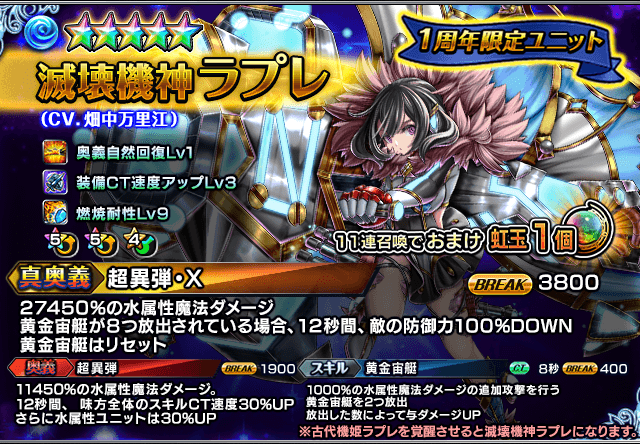 1周年限定ユニット
滅壊機神ラプレ
(CV.畑中万里江)
奥義自然回復Lv1
装備CT速度アップLv3
燃焼耐性Lv9
5 5 4
11連召喚でおまけ 虹玉1個
真奥義 超異弾・X BREAK 3800
27450%の水属性魔法ダメージ
黄金宙艇が8つ放出されている場合、12秒間、敵の防御力100%DOWN
黄金宙艇はリセット
奥義 超異弾 BREAK 1900
11450%の水属性魔法ダメージ。
12秒間、味方全体のスキルCT速度30%UP
さらに水属性ユニットは30%UP
スキル 黄金宙艇 CT 8秒 BREAK 400
1000%の水属性魔法ダメージの追加攻撃を行う
黄金宙艇を2つ放出
放出した数によって与ダメージUP
※古代機姫ラプレを覚醒させると滅壊機神ラプレになります。